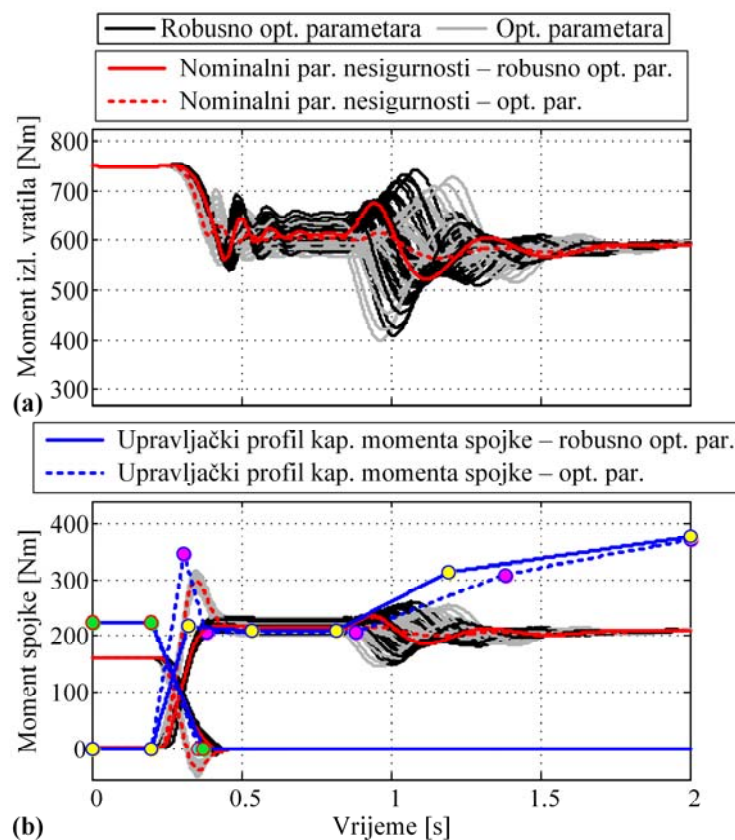 Robusno opt. parametara
Opt. parametara
Nominalni par. nesigurnosti – robusno opt. par.
Nominalni par. nesigurnosti – opt. par.
Moment izl. vratila [Nm]
800
700
600
500
400
300
(a)
Upravljački profil kap. momenta spojke – robusno opt. par.
Upravljački profil kap. momenta spojke – opt. par.
Moment spojke [Nm]
400
300
200
100
0
0 0.5 1 1.5 2
(b)
Vrijeme [s]